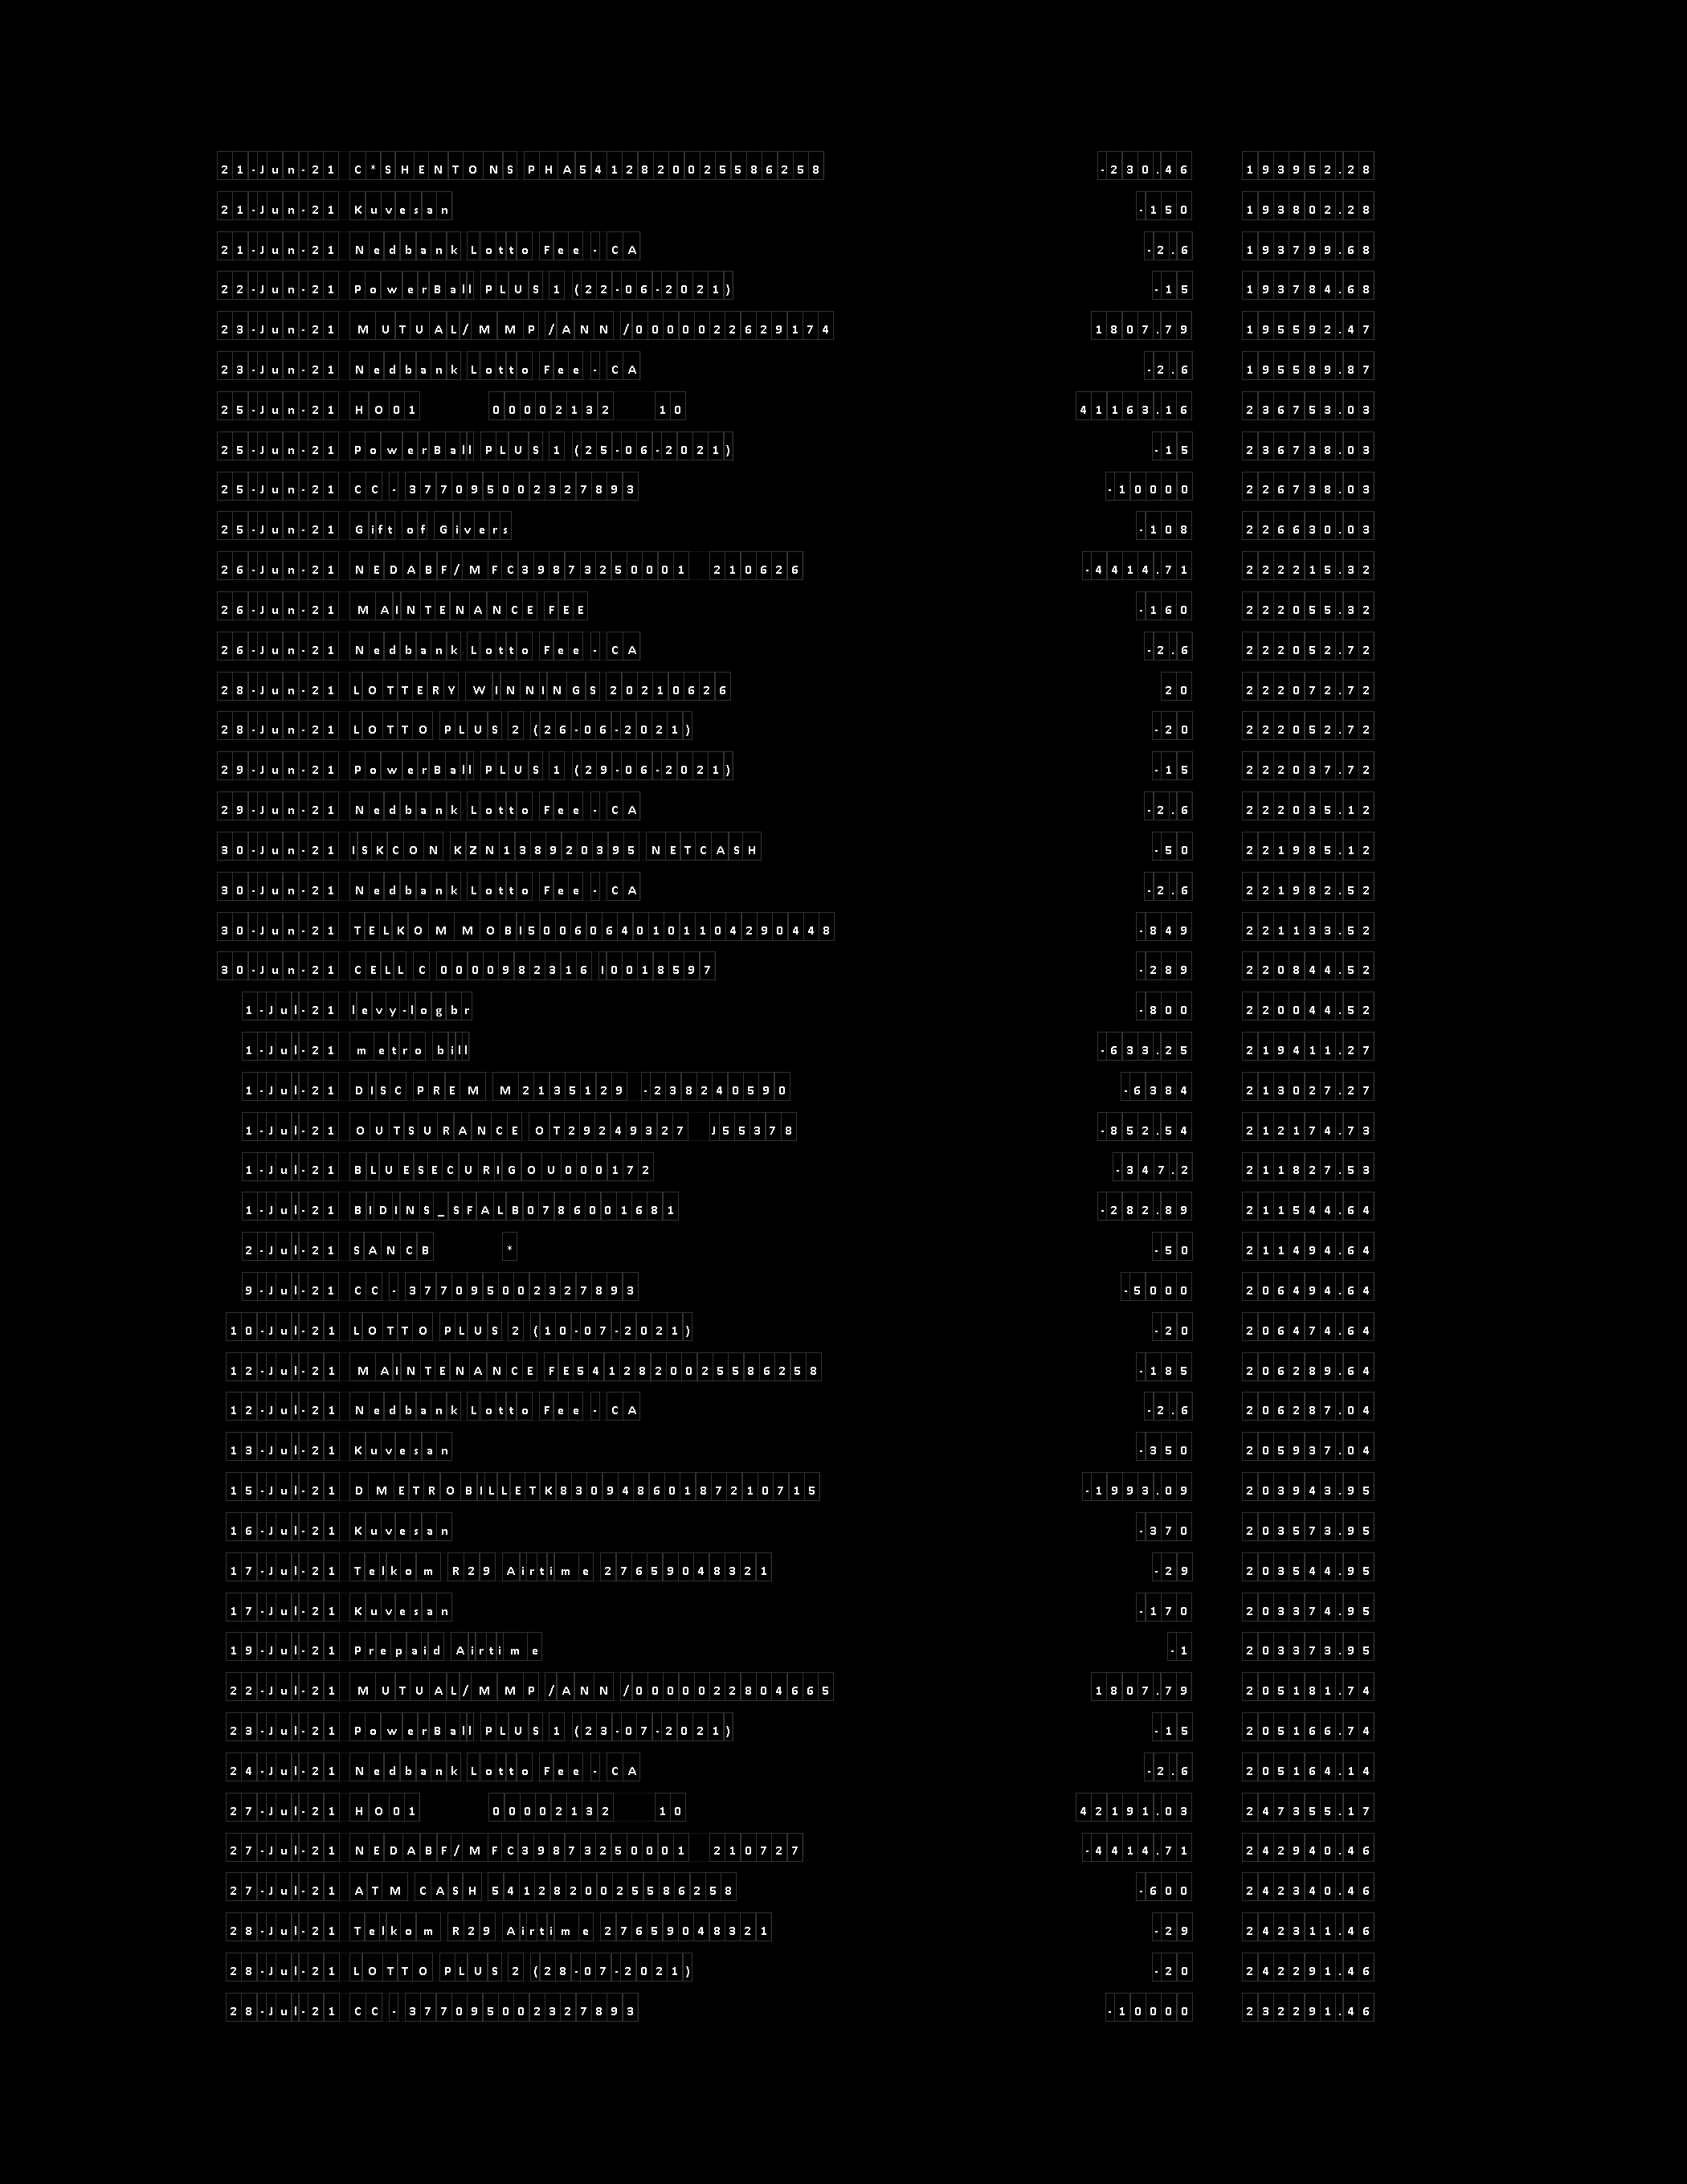 21-Jun-21 C*SHENTONS PHA5412820025586258 -230.46 193952.28
21-Jun-21 Kuvesan -150 193802.28
21-Jun-21 Nedbank Lotto Fee - CA -2.6 193799.68
22-Jun-21 PowerBall PLUS 1 (22-06-2021) -15 193784.68
23-Jun-21 MUTUAL/MMP /ANN /0000022629174 1807.79 195592.47
23-Jun-21 Nedbank Lotto Fee - CA -2.6 195589.87
25-Jun-21 HO01 00002132 10 41163.16 236753.03
25-Jun-21 PowerBall PLUS 1 (25-06-2021) -15 236738.03
25-Jun-21 CC - 377095002327893 -10000 226738.03
25-Jun-21 Gift of Givers -108 226630.03
26-Jun-21 NEDABF/MFC39873250001 210626 -4414.71 222215.32
26-Jun-21 MAINTENANCE FEE -160 222055.32
26-Jun-21 Nedbank Lotto Fee - CA -2.6 222052.72
28-Jun-21 LOTTERY WINNINGS 20210626 20 222072.72
28-Jun-21 LOTTO PLUS 2 (26-06-2021) -20 222052.72
29-Jun-21 PowerBall PLUS 1 (29-06-2021) -15 222037.72
29-Jun-21 Nedbank Lotto Fee - CA -2.6 222035.12
30-Jun-21 ISKCON KZN138920395 NETCASH -50 221985.12
30-Jun-21 Nedbank Lotto Fee - CA -2.6 221982.52
30-Jun-21 TELKOM MOBI50060640101104290448 -849 221133.52
30-Jun-21 CELL C 0000982316 I0018597 -289 220844.52
1-Jul-21 levy-logbr -800 220044.52
1-Jul-21 metro bill -633.25 219411.27
1-Jul-21 DISC PREM M2135129 -238240590 -6384 213027.27
1-Jul-21 OUTSURANCE OT29249327 J55378 -852.54 212174.73
1-Jul-21 BLUESECURIGOU000172 -347.2 211827.53
1-Jul-21 BIDINS_SFALB0786001681 -282.89 211544.64
2-Jul-21 SANCB * -50 211494.64
9-Jul-21 CC - 377095002327893 -5000 206494.64
10-Jul-21 LOTTO PLUS 2 (10-07-2021) -20 206474.64
12-Jul-21 MAINTENANCE FE5412820025586258 -185 206289.64
12-Jul-21 Nedbank Lotto Fee - CA -2.6 206287.04
13-Jul-21 Kuvesan -350 205937.04
15-Jul-21 DMETROBILLETK83094860187210715 -1993.09 203943.95
16-Jul-21 Kuvesan -370 203573.95
17-Jul-21 Telkom R29 Airtime 27659048321 -29 203544.95
17-Jul-21 Kuvesan -170 203374.95
19-Jul-21 Prepaid Airtime -1 203373.95
22-Jul-21 MUTUAL/MMP /ANN /0000022804665 1807.79 205181.74
23-Jul-21 PowerBall PLUS 1 (23-07-2021) -15 205166.74
24-Jul-21 Nedbank Lotto Fee - CA -2.6 205164.14
27-Jul-21 HO01 00002132 10 42191.03 247355.17
27-Jul-21 NEDABF/MFC39873250001 210727 -4414.71 242940.46
27-Jul-21 ATM CASH 5412820025586258 -600 242340.46
28-Jul-21 Telkom R29 Airtime 27659048321 -29 242311.46
28-Jul-21 LOTTO PLUS 2 (28-07-2021) -20 242291.46
28-Jul-21 CC - 377095002327893 -10000 232291.46